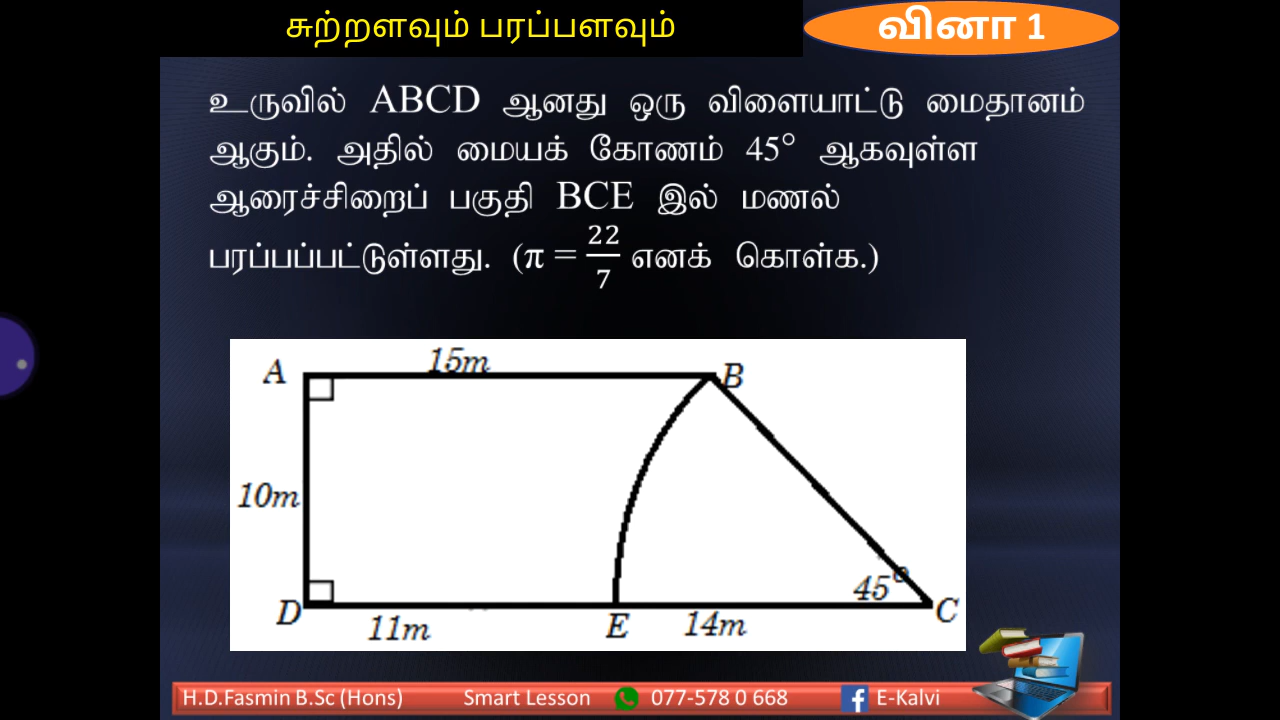 சுற்றளவும் பரப்பளவும்
வினா 1
உருவில் ABCD ஆனது ஒரு விளையாட்டு மைதானம்
ஆகும். அதில் மையக் கோணம் 45° ஆகவுள்ள
ஆரைச்சிறைப் பகுதி BCE இல் மணல்
பரப்பப்பட்டுள்ளது. (π = 22/7 எனக் கொள்க.)
A 15m B
10m
45°
D 11m E 14m C
H.D.Fasmin B.Sc (Hons) Smart Lesson 077-578 0 668 E-Kalvi